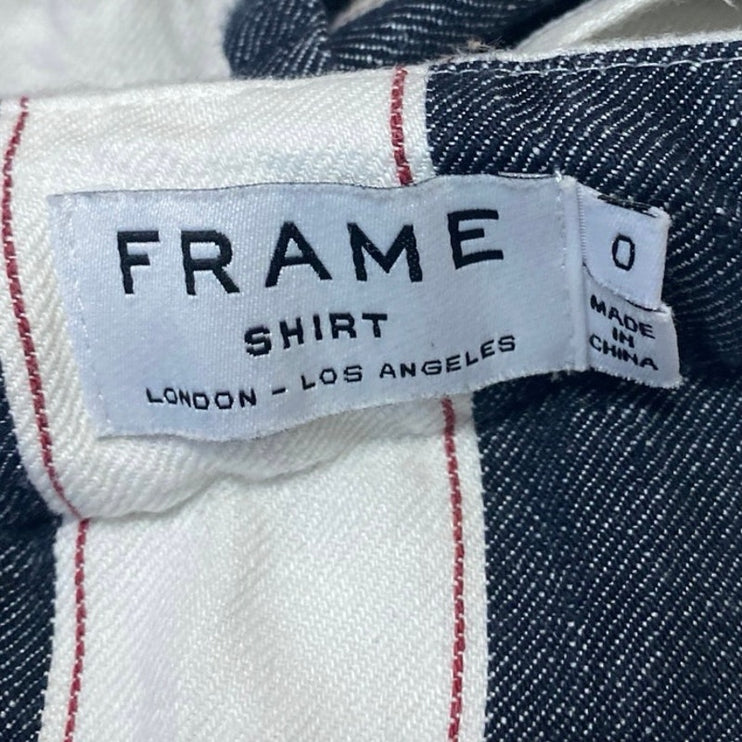 FRAME
SHIRT
LONDON - LOS ANGELES
0
MADE
IN
CHINA